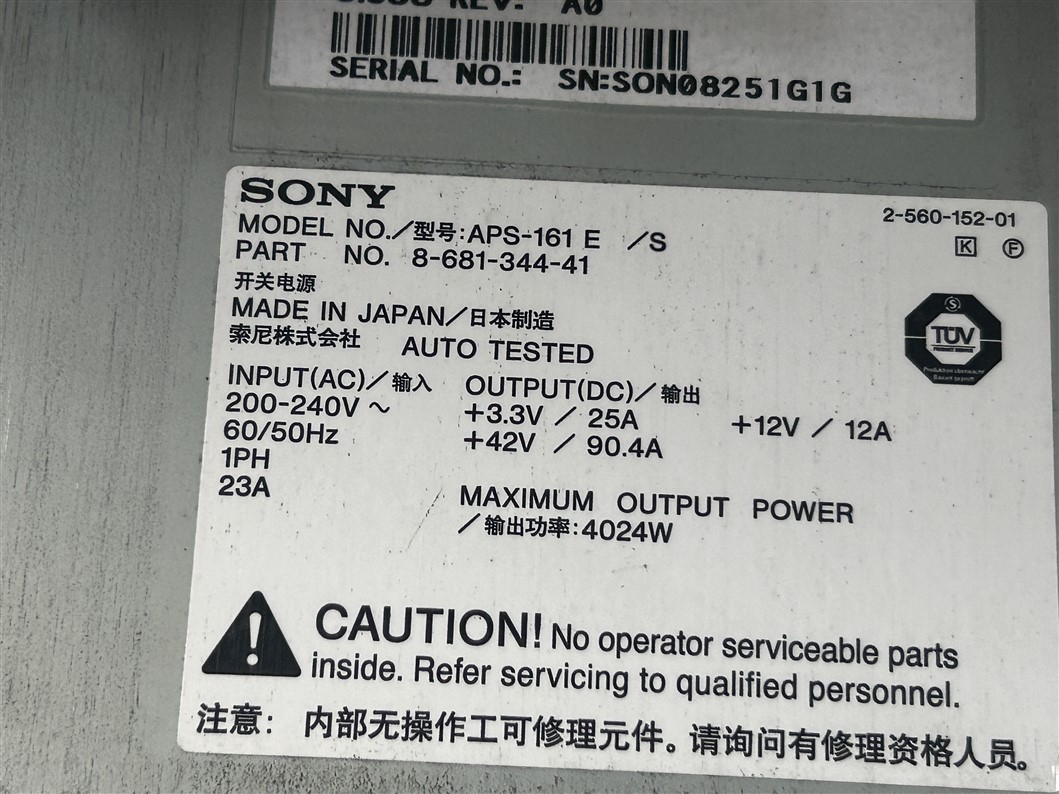 REV. A0
SERIAL NO.: SN:SON08251G1G
SONY
2-560-152-01
MODEL NO./型号:APS-161 E /S
K F
PART NO. 8-681-344-41
开关电源
MADE IN JAPAN/日本制造
索尼株式会社 AUTO TESTED
S
TÜV
PRODUCT SERVICE
INPUT(AC)/输入 OUTPUT(DC)/输出
200-240V ~ +3.3V / 25A +12V / 12A
60/50Hz +42V / 90.4A
1PH
23A
MAXIMUM OUTPUT POWER
/输出功率:4024W
CAUTION! No operator serviceable parts
inside. Refer servicing to qualified personnel.
注意: 内部无操作工可修理元件。请询问有修理资格人员。